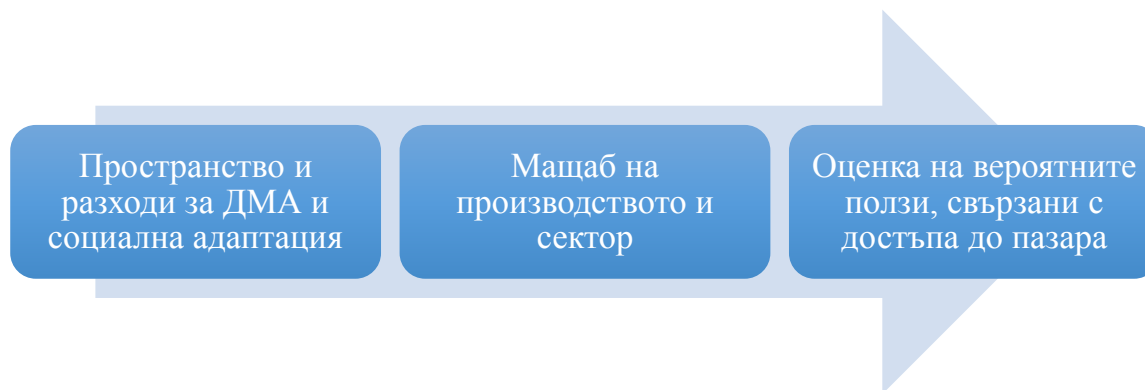 Пространство и
разходи за ДМА и
социална адаптация
Мащаб на
производството и
сектор
Оценка на вероятните
ползи, свързани с
достъпа до пазара